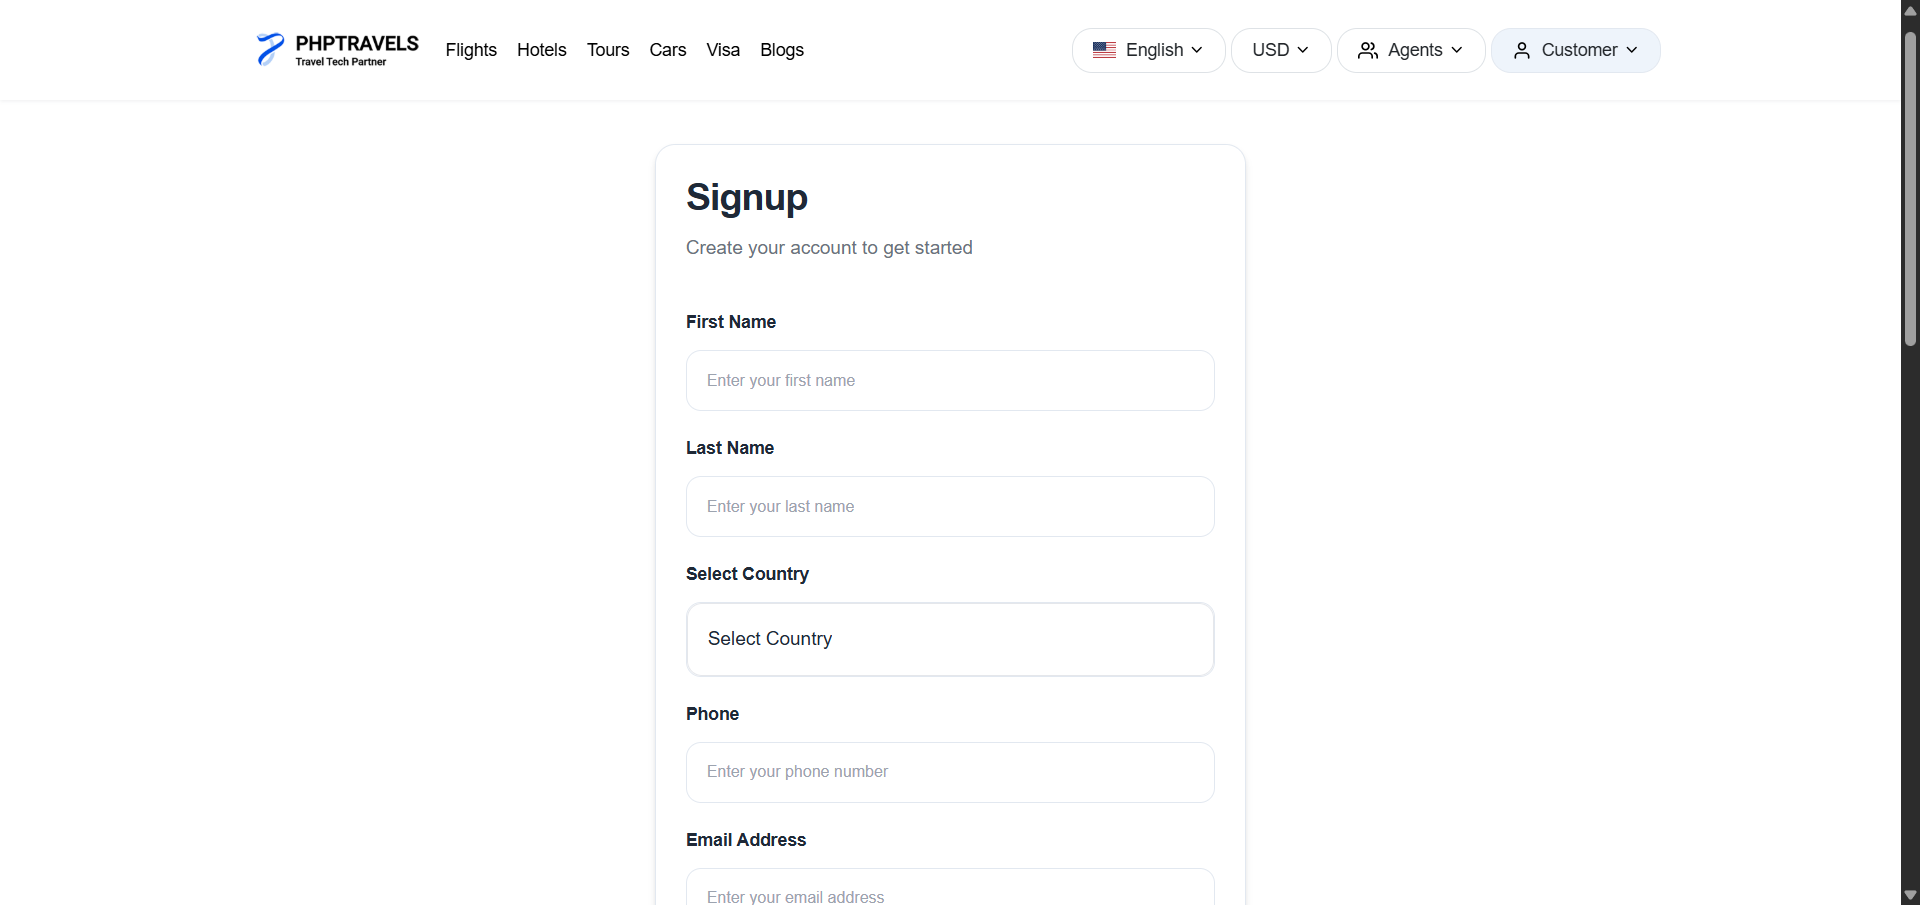 PHPTRAVELS
Travel Tech Partner
Flights Hotels Tours Cars Visa Blogs
English USD Agents Customer
Signup
Create your account to get started
First Name
Enter your first name
Last Name
Enter your last name
Select Country
Select Country
Phone
Enter your phone number
Email Address
Enter your email address